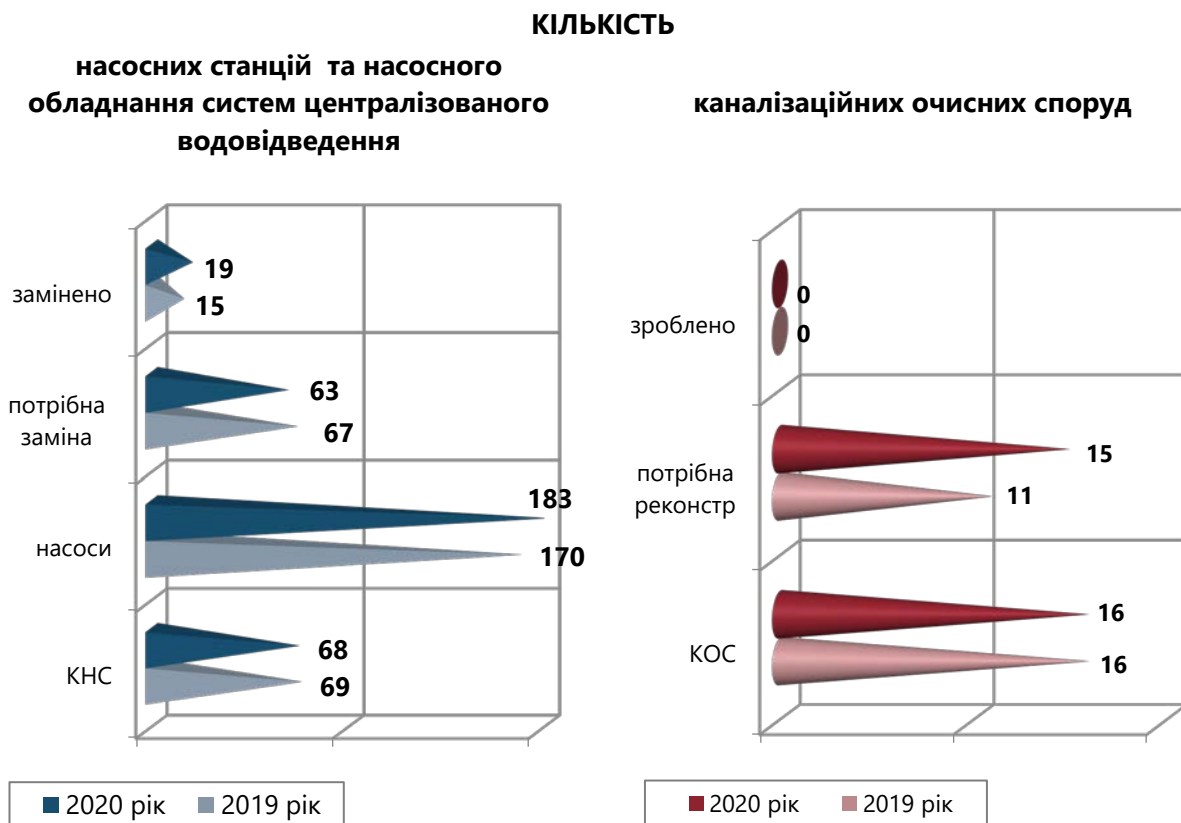 КІЛЬКІСТЬ
насосних станцій та насосного
обладнання систем централізованого
водовідведення
замінено
19
15
потрібна
заміна
63
67
насоси
183
170
КНС
68
69
2020 рік
2019 рік
каналізаційних очисних споруд
зроблено
0
0
потрібна
реконстр
15
11
КОС
16
16
2020 рік
2019 рік